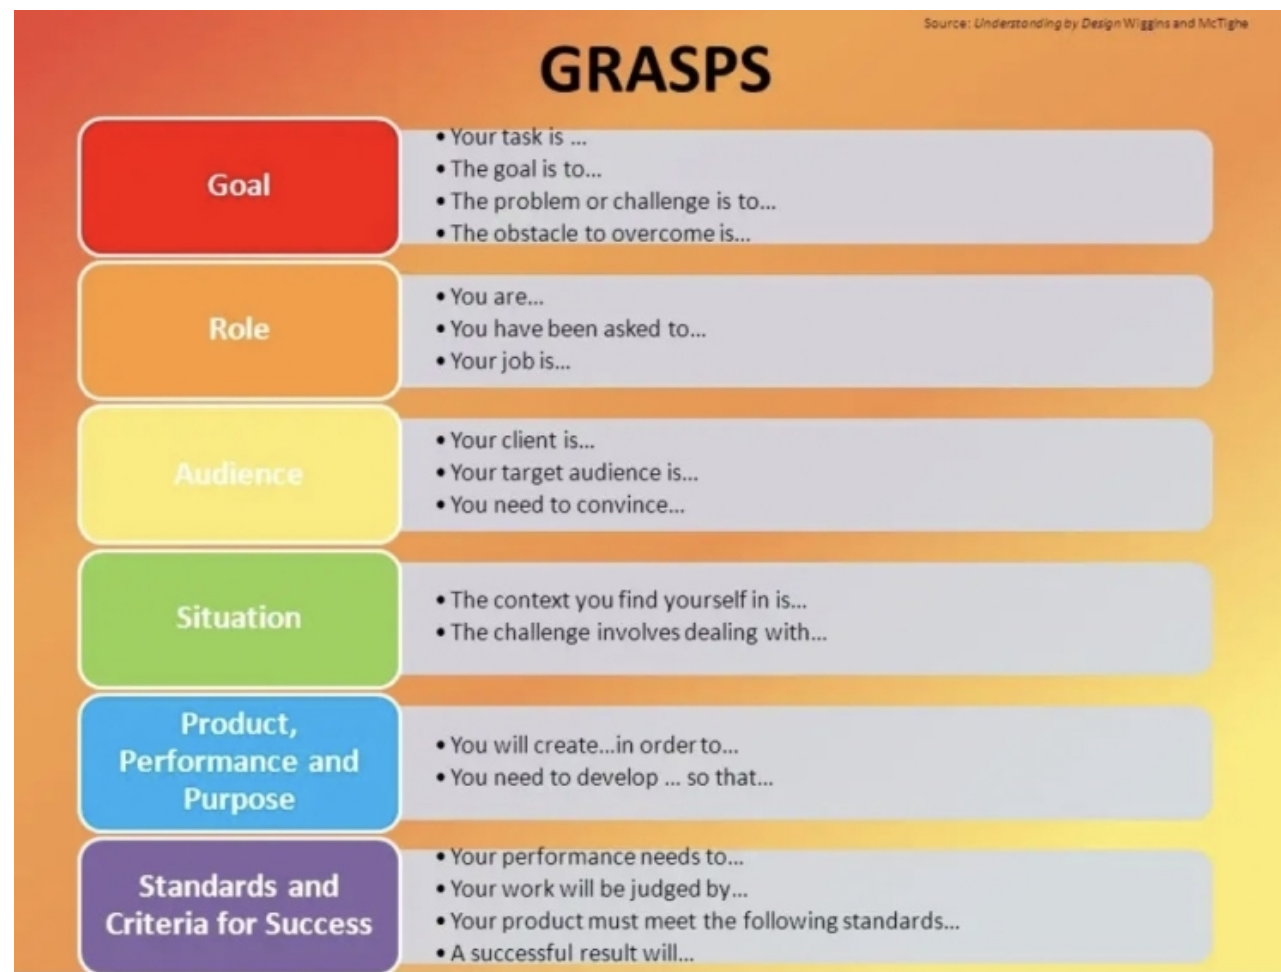 Source: Understanding by Design Wiggins and McTighe
GRASPS
Goal
• Your task is ...
• The goal is to...
• The problem or challenge is to...
• The obstacle to overcome is...
Role
• You are...
• You have been asked to...
• Your job is...
Audience
• Your client is...
• Your target audience is...
• You need to convince...
Situation
• The context you find yourself in is...
• The challenge involves dealing with...
Product,
Performance and
Purpose
• You will create...in order to...
• You need to develop ... so that...
Standards and
Criteria for Success
• Your performance needs to...
• Your work will be judged by...
• Your product must meet the following standards...
• A successful result will...